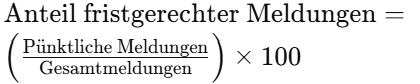 Anteil fristgerechter Meldungen =
(Pünktliche Meldungen / Gesamtmeldungen) × 100